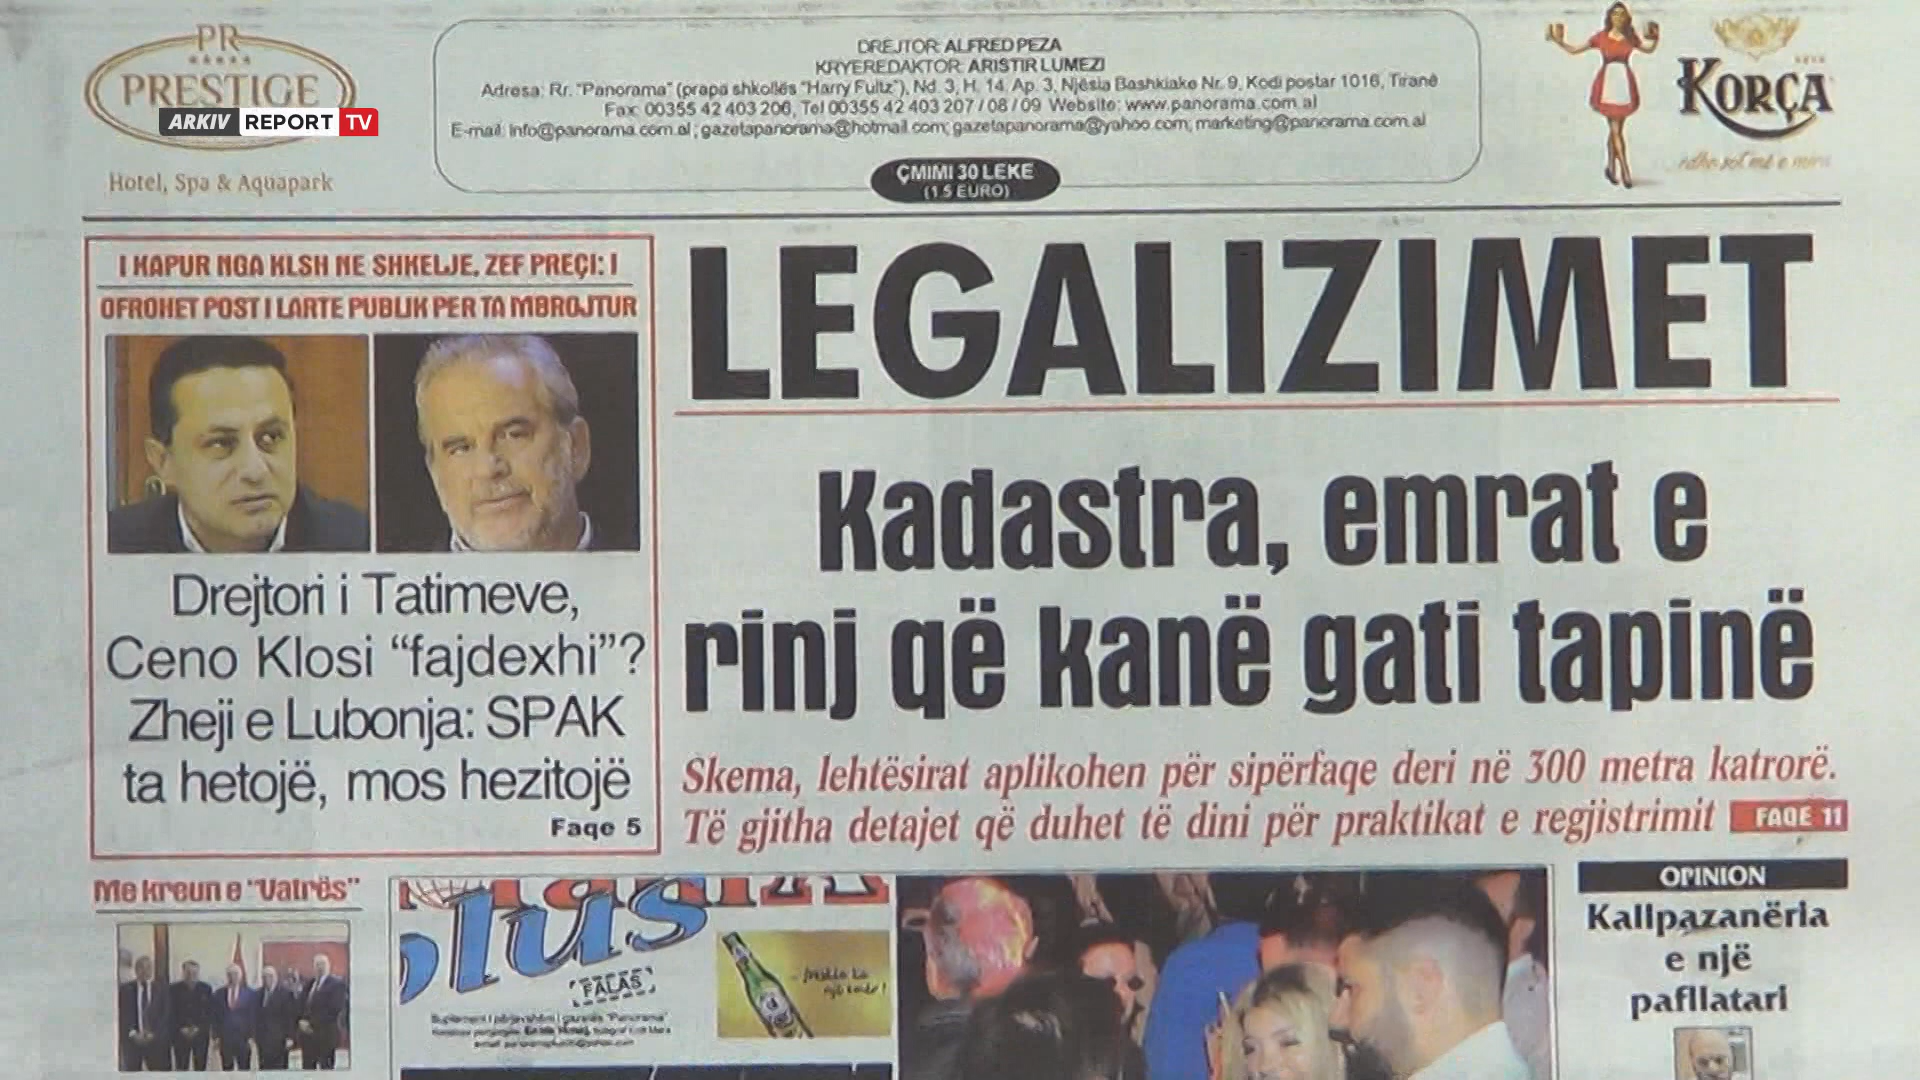 PR
PRESTIGE
ARKIV REPORT TV
Hotel, Spa & Aquapark
DREJTOR: ALFRED PEZA
KRYEREDAKTOR: ARISTIR LUMEZI
Adresa: Rr. "Panorama" (prapa shkollës "Harry Fultz"), Nd. 3, H. 14, Ap. 3, Njësia Bashkiake Nr. 9, Kodi postar 1016, Tiranë
Fax: 00355 42 403 206, Tel 00355 42 403 207 / 08 / 09 Website: www.panorama.com.al
E-mail: info@panorama.com.al ; gazetapanorama@hotmail.com; gazetapanorama@yahoo.com; marketing@panorama.com.al
ÇMIMI 30 LEKE
(1.5 EURO)
KORÇA
I KAPUR NGA KLSH NE SHKELJE, ZEF PREÇI: I
OFROHET POST I LARTE PUBLIK PER TA MBROJTUR
Drejtori i Tatimeve,
Ceno Klosi "fajdexhi"?
Zheji e Lubonja: SPAK
ta hetojë, mos hezitojë
Faqe 5
LEGALIZIMET
Kadastra, emrat e
rinj që kanë gati tapinë
Skema, lehtësirat aplikohen për sipërfaqe deri në 300 metra katrorë.
Të gjitha detajet që duhet të dini për praktikat e regjistrimit FAQE 11
Me kreun e "Vatrës"
plus
FALAS
OPINION
Kallpazanëria
e një
pafllatari